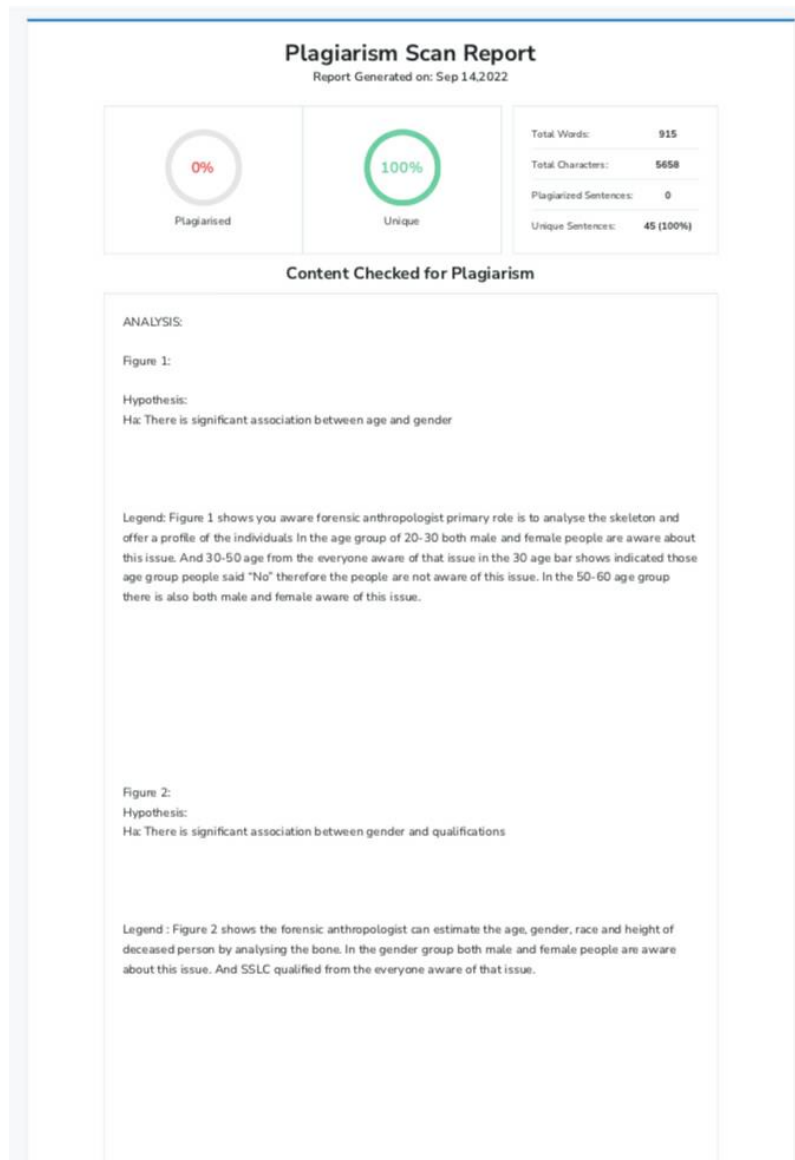 Plagiarism Scan Report
Report Generated on: Sep 14,2022
0%
Plagiarised
100%
Unique
Total Words: 915
Total Characters: 5658
Plagiarized Sentences: 0
Unique Sentences: 45 (100%)
Content Checked for Plagiarism
ANALYSIS:
Figure 1:
Hypothesis:
Ha: There is significant association between age and gender
Legend: Figure 1 shows you aware forensic anthropologist primary role is to analyse the skeleton and
offer a profile of the individuals In the age group of 20-30 both male and female people are aware about
this issue. And 30-50 age from the everyone aware of that issue in the 30 age bar shows indicated those
age group people said "No" therefore the people are not aware of this issue. In the 50-60 age group
there is also both male and female aware of this issue.
Figure 2:
Hypothesis:
Ha: There is significant association between gender and qualifications
Legend : Figure 2 shows the forensic anthropologist can estimate the age, gender, race and height of
deceased person by analysing the bone. In the gender group both male and female people are aware
about this issue. And SSLC qualified from the everyone aware of that issue.